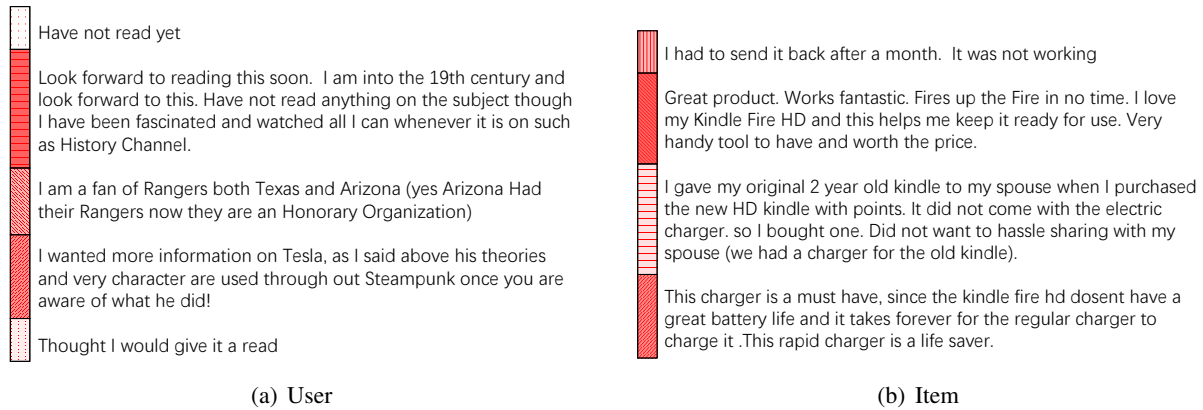 Have not read yet
Look forward to reading this soon.  I am into the 19th century and
look forward to this. Have not read anything on the subject though
I have been fascinated and watched all I can whenever it is on such
as History Channel.
I am a fan of Rangers both Texas and Arizona (yes Arizona Had
their Rangers now they are an Honorary Organization)
I wanted more information on Tesla, as I said above his theories
and very character are used through out Steampunk once you are
aware of what he did!
Thought I would give it a read
(a) User
I had to send it back after a month.  It was not working
Great product. Works fantastic. Fires up the Fire in no time. I love
my Kindle Fire HD and this helps me keep it ready for use. Very
handy tool to have and worth the price.
I gave my original 2 year old kindle to my spouse when I purchased
the new HD kindle with points. It did not come with the electric
charger. so I bought one. Did not want to hassle sharing with my
spouse (we had a charger for the old kindle).
This charger is a must have, since the kindle fire hd dosent have a
great battery life and it takes forever for the regular charger to
charge it .This rapid charger is a life saver.
(b) Item